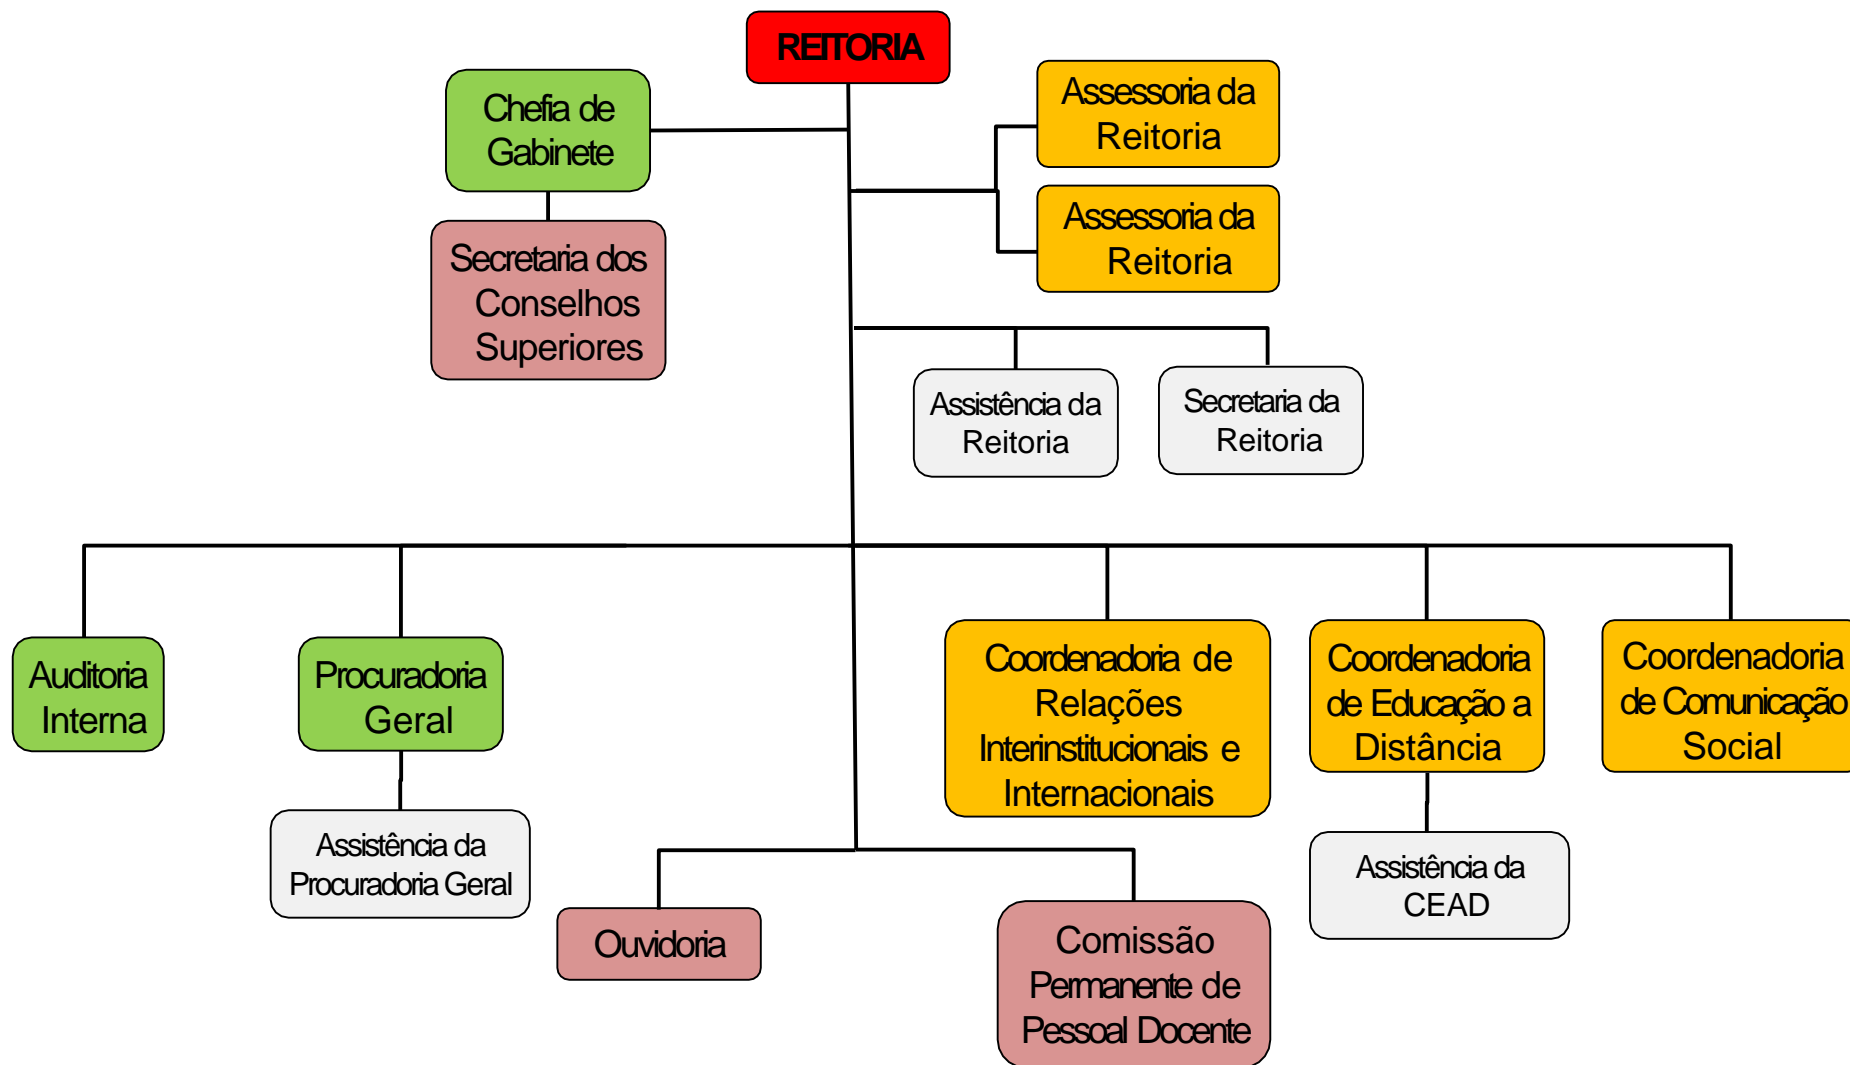 REITORIA
Chefia de
Gabinete
Assessoria da
Reitoria
Assessoria da
Reitoria
Secretaria dos
Conselhos
Superiores
Assistência da
Reitoria
Secretaria da
Reitoria
Auditoria
Interna
Procuradoria
Geral
Coordenadoria de
Relações
Interinstitucionais e
Internacionais
Coordenadoria
de Educação a
Distância
Coordenadoria
de Comunicação
Social
Assistência da
Procuradoria Geral
Assistência da
CEAD
Ouvidoria
Comissão
Permanente de
Pessoal Docente